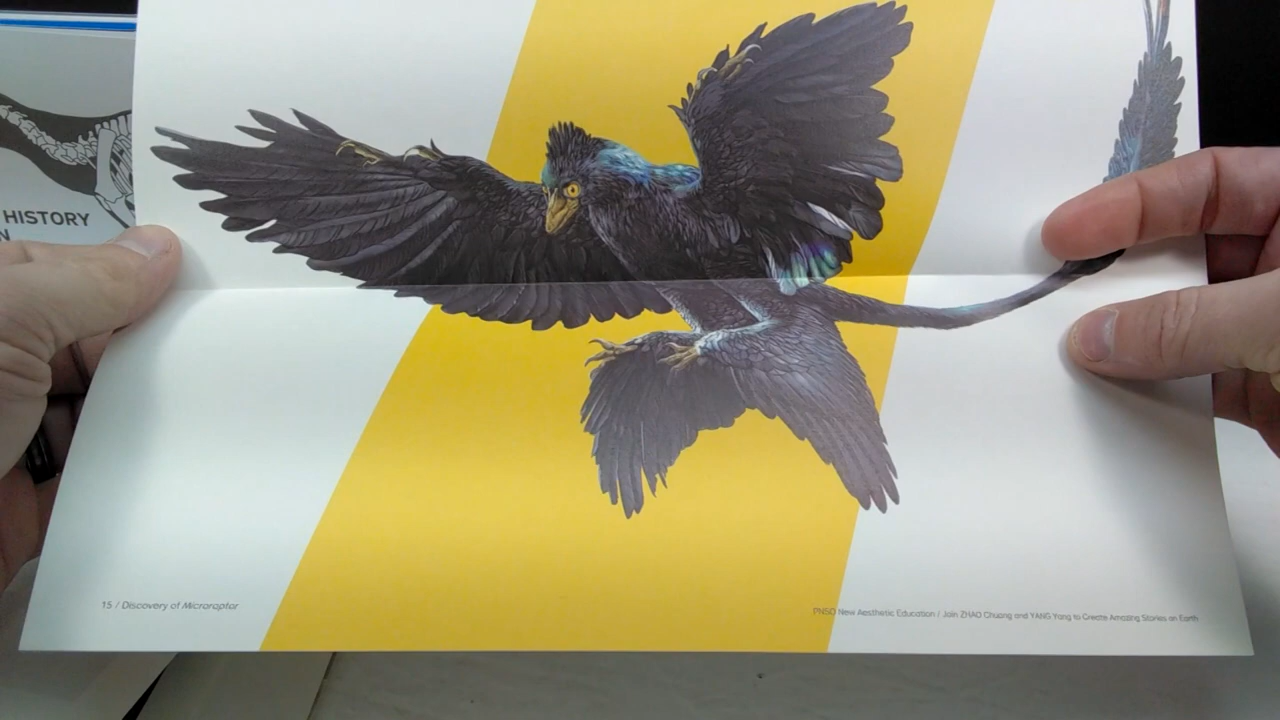 HISTORY
N
15 / Discovery of Microraptor
PNSO New Aesthetic Education / Join ZHAO Chuang and YANG Yang to Create Amazing Stories on Earth